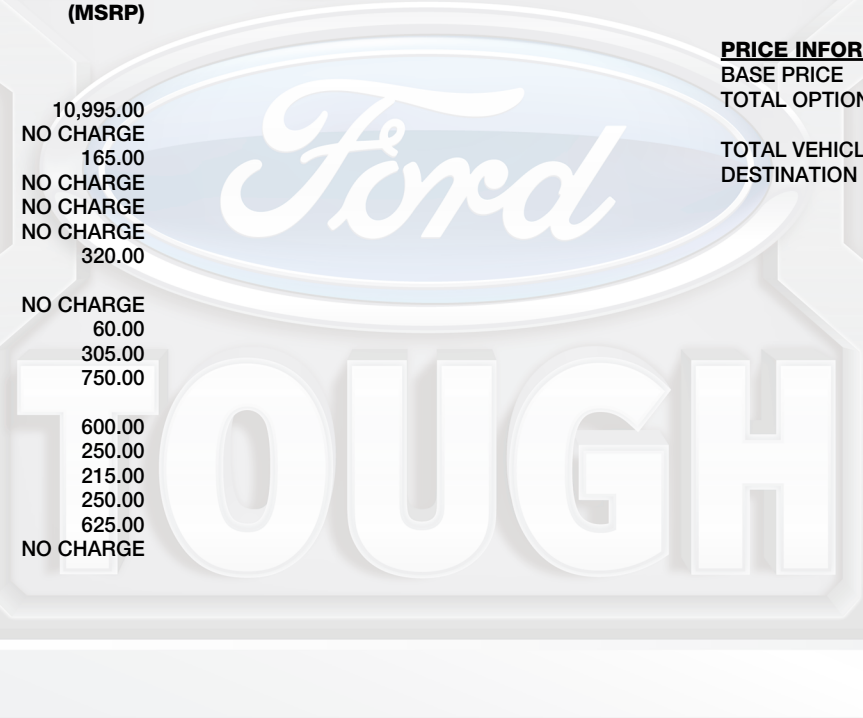 (MSRP)
10,995.00
NO CHARGE
165.00
NO CHARGE
NO CHARGE
NO CHARGE
320.00
NO CHARGE
60.00
305.00
750.00
600.00
250.00
215.00
250.00
625.00
NO CHARGE
PRICE INFOR
BASE PRICE
TOTAL OPTION
TOTAL VEHICL
DESTINATION
Ford
TOUGH